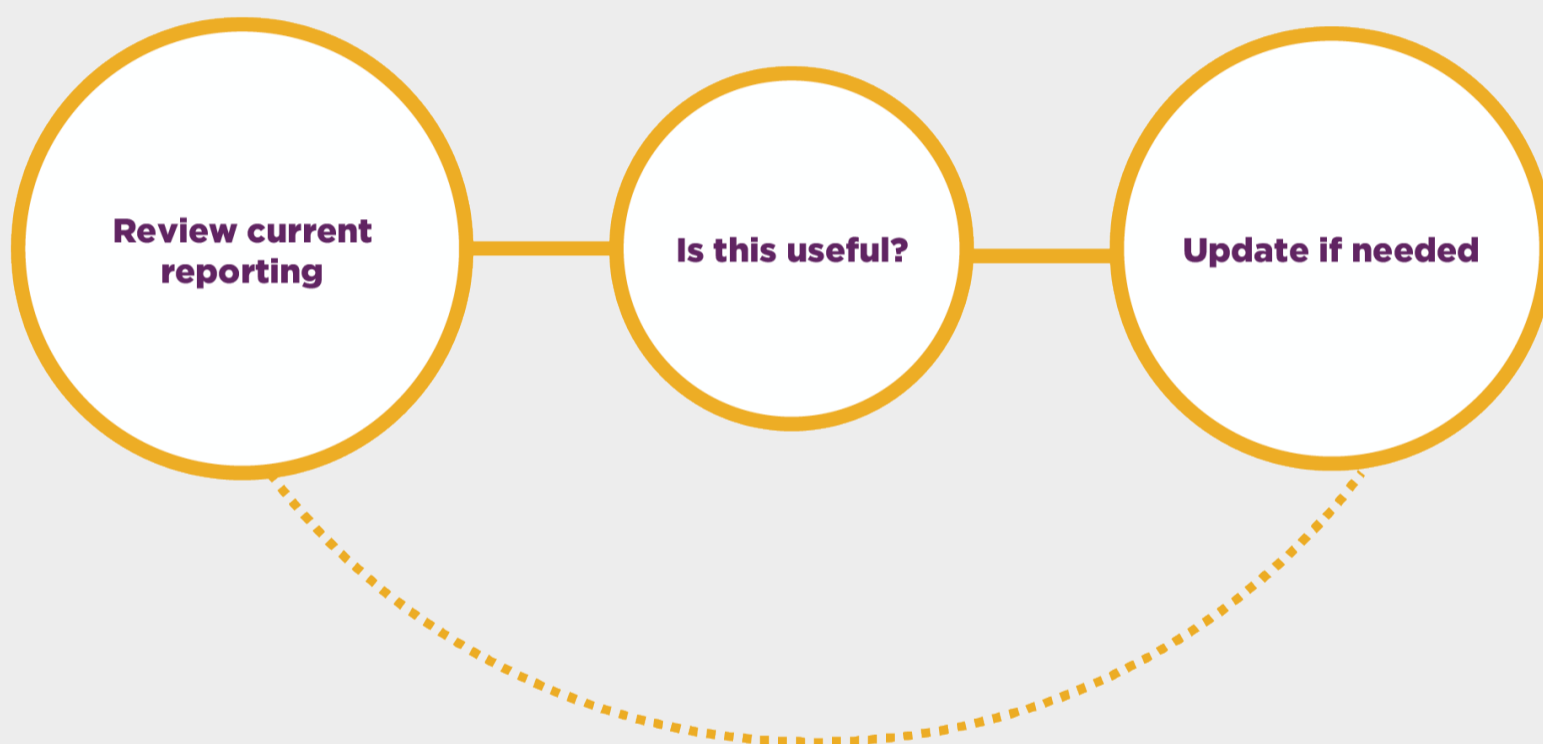 Review current
reporting
Is this useful?
Update if needed